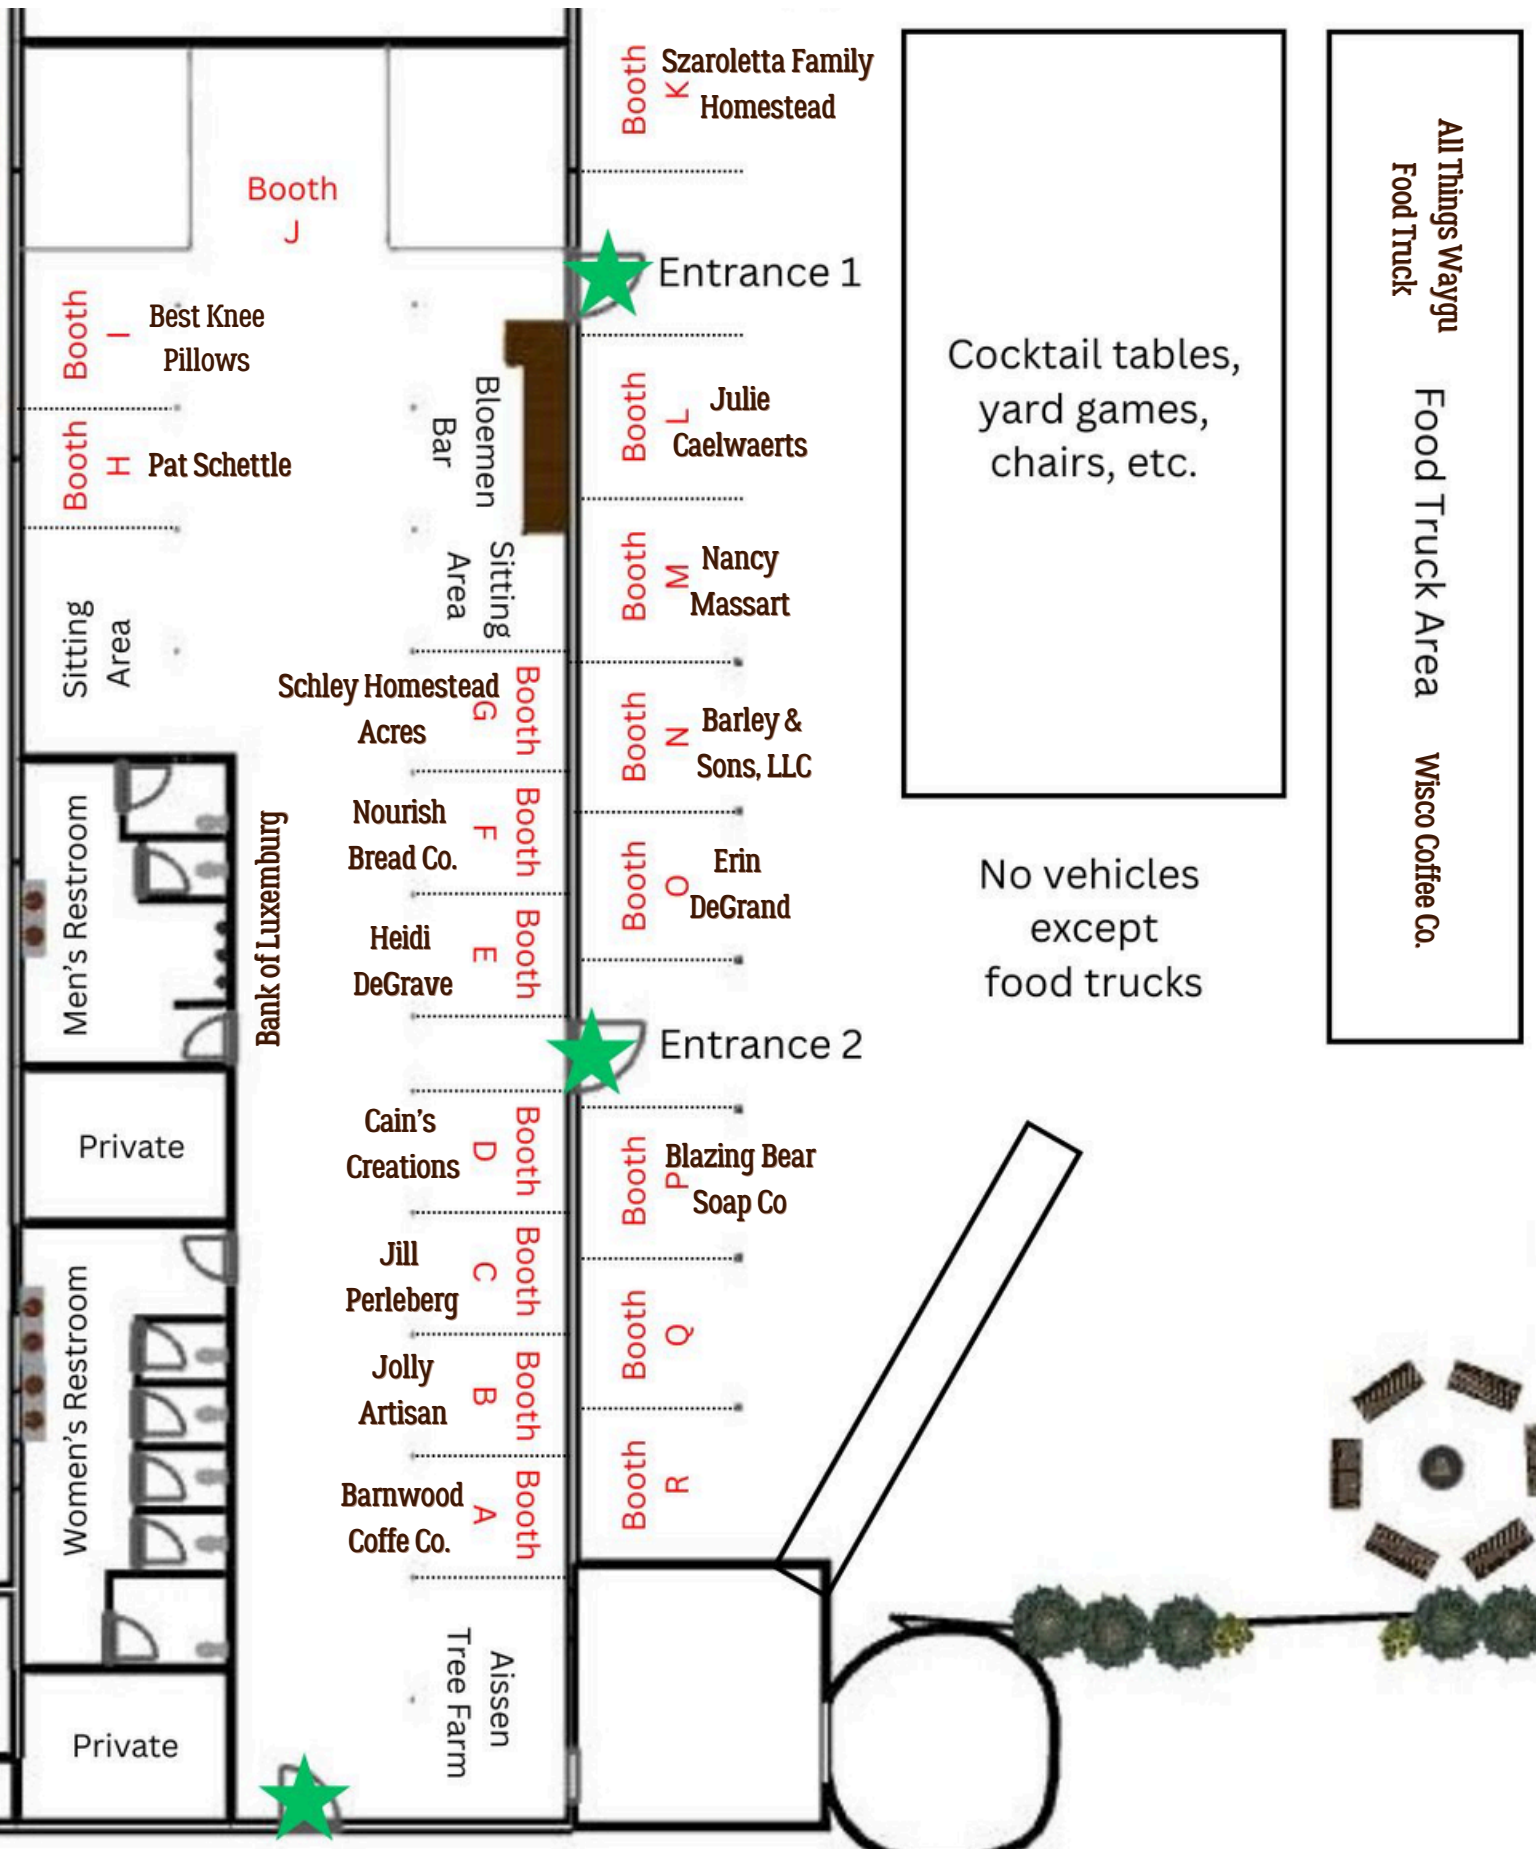 Booth
K
Szaroletta Family
Homestead
Booth
J
Entrance 1
Booth
I
Best Knee
Pillows
Booth
H
Pat Schettle
Bloemen
Bar
Booth
L
Julie
Caelwaerts
Booth
M
Nancy
Massart
Sitting
Area
Sitting
Area
Schley Homestead
Acres
G
Booth
Booth
N
Barley &
Sons, LLC
Nourish
Bread Co.
F
Booth
Booth
O
Erin
DeGrand
Heidi
DeGrave
E
Booth
Men's Restroom
Bank of Luxemburg
Entrance 2
Private
Cain's
Creations
D
Booth
Booth
P
Blazing Bear
Soap Co
Jill
Perleberg
C
Booth
Booth
Q
Women's Restroom
Jolly
Artisan
B
Booth
Booth
R
Barnwood
Coffe Co.
A
Booth
Aissen
Tree Farm
Private
Cocktail tables,
yard games,
chairs, etc.
No vehicles
except
food trucks
All Things Waygu
Food Truck
Food Truck Area
Wisco Coffee Co.